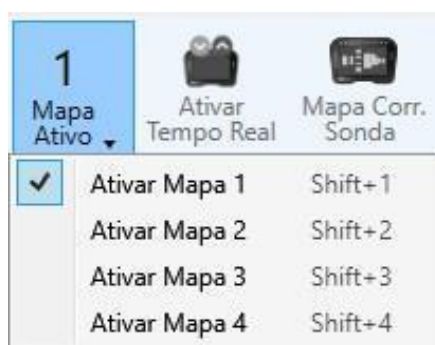 1
Mapa
Ativo
Ativar
Tempo Real
Mapa Corr.
Sonda
Ativar Mapa 1 Shift+1
Ativar Mapa 2 Shift+2
Ativar Mapa 3 Shift+3
Ativar Mapa 4 Shift+4